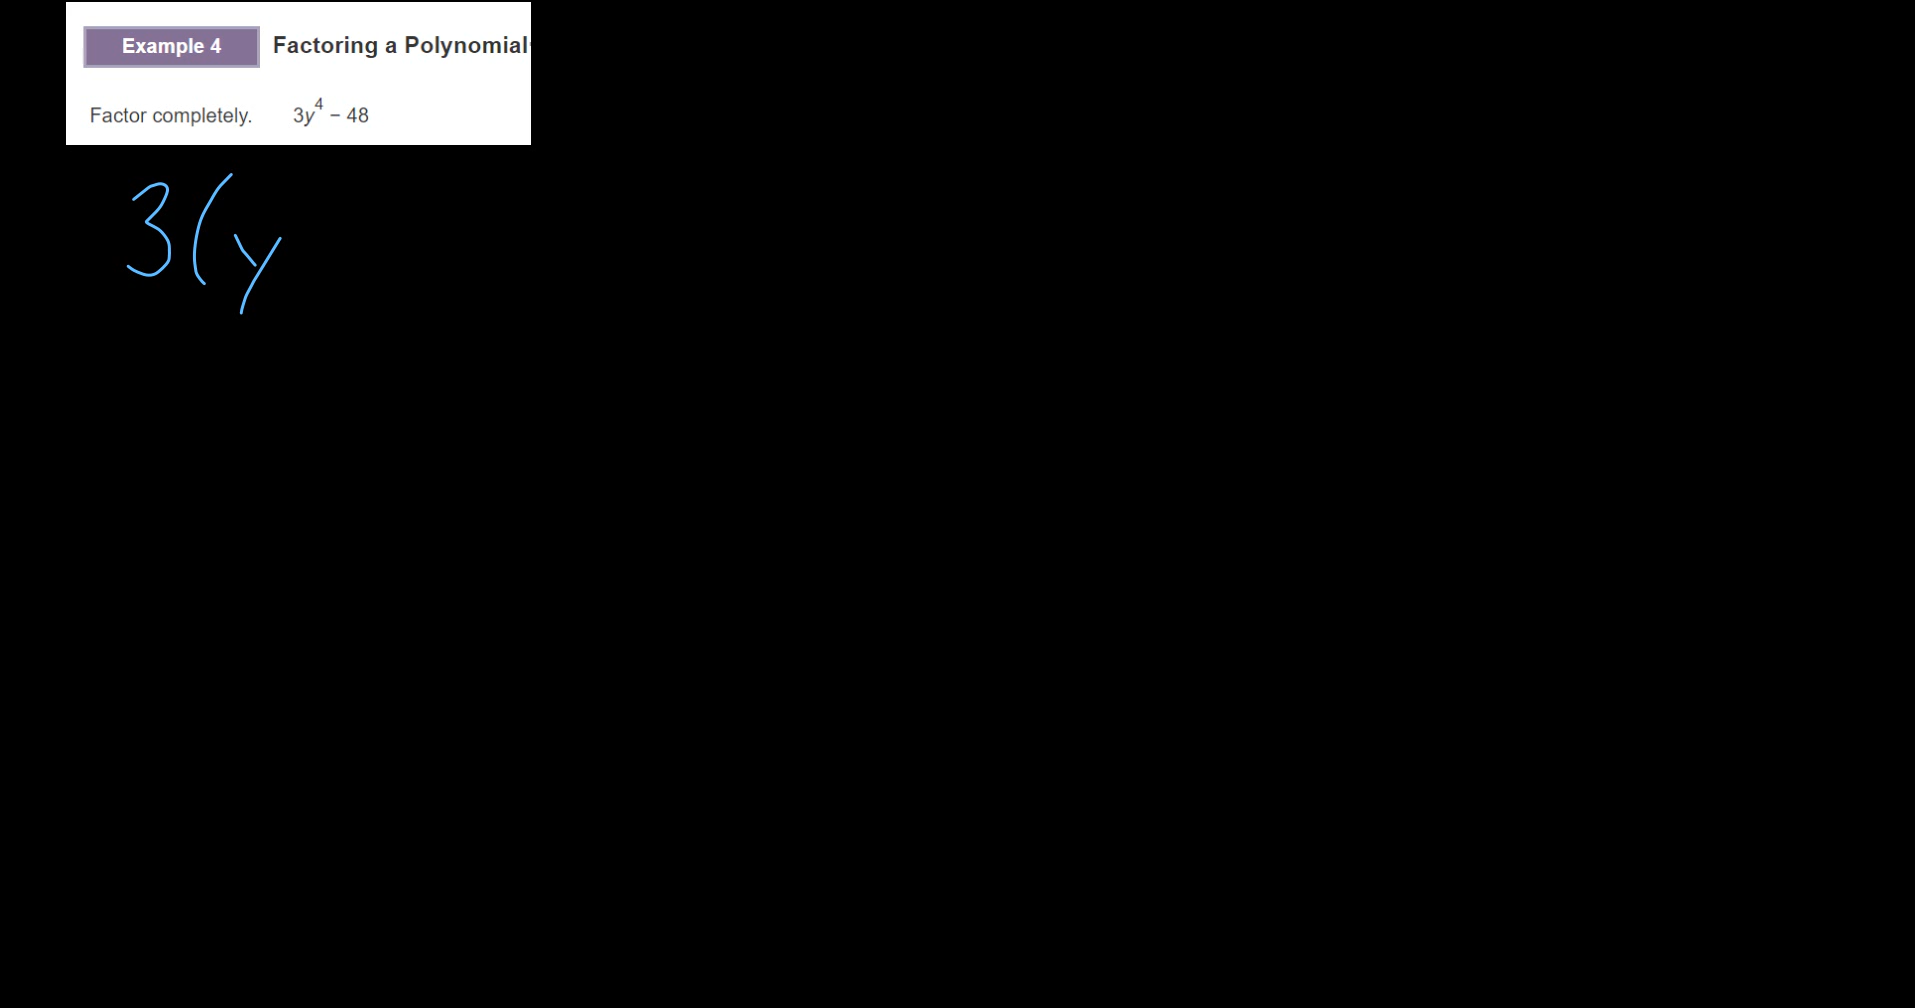 Example 4 Factoring a Polynomial
Factor completely. 3y⁴ − 48
3(y